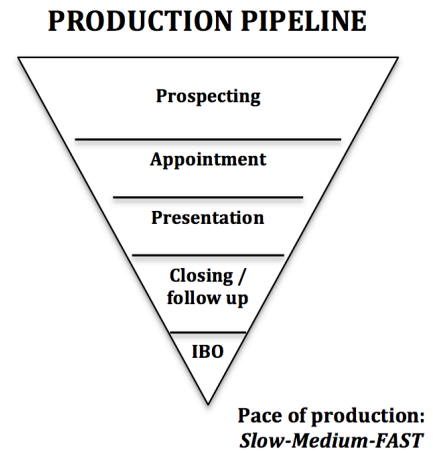 PRODUCTION PIPELINE
Prospecting
Appointment
Presentation
Closing /
follow up
IBO
Pace of production:
Slow-Medium-FAST